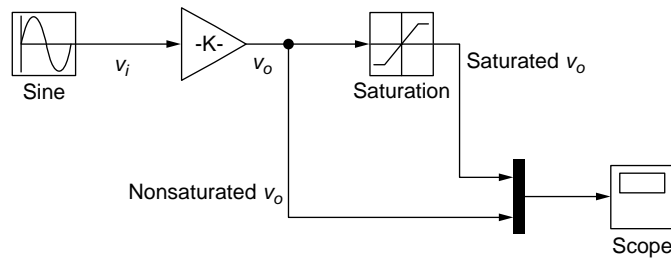 -K-
v_i
v_o
Sine
Saturation
Saturated v_o
Nonsaturated v_o
Scope